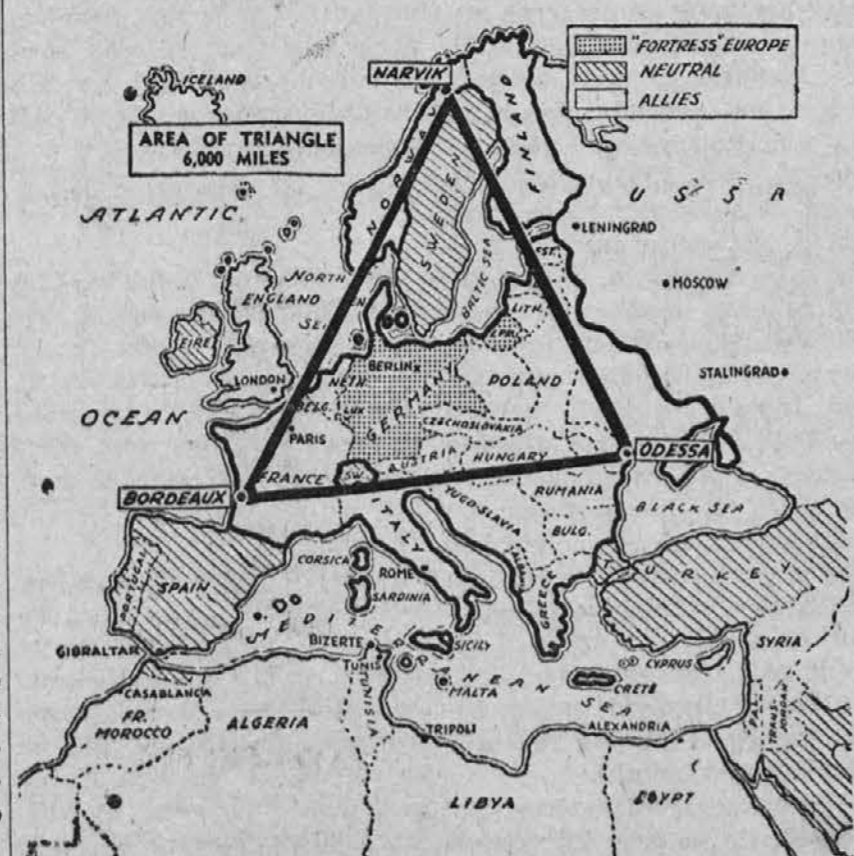 "FORTRESS" EUROPE
NEUTRAL
ALLIES
NARVIK
ICELAND
AREA OF TRIANGLE
6,000 MILES
ATLANTIC
OCEAN
NORWAY
SWEDEN
FINLAND
U S S R
LENINGRAD
EST.
MOSCOW
NORTH
SEA
BALTIC SEA
LITH.
ENGLAND
EIRE
LONDON
BERLIN
NETH.
BELG.
LUX
GERMANY
POLAND
STALINGRAD
PARIS
CZECHOSLOVAKIA
AUSTRIA
HUNGARY
ODESSA
FRANCE
SW.
BORDEAUX
ITALY
YUGO-SLAVIA
RUMANIA
BLACK SEA
BULG.
PORTUGAL
SPAIN
CORSICA
ROME
SARDINIA
GREECE
TURKEY
MEDITERRANEAN
SEA
GIBRALTAR
BIZERTE
TUNIS
SICILY
MALTA
CYPRUS
CRETE
SYRIA
CASABLANCA
FR.
MOROCCO
ALGERIA
TUNISIA
TRIPOLI
ALEXANDRIA
PAL.
TRANS
JORDAN
LIBYA
EGYPT